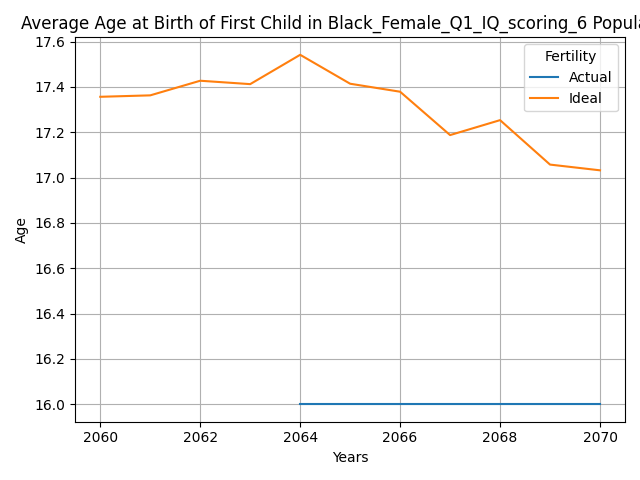 Average Age at Birth of First Child in Black_Female_Q1_IQ_scoring_6 Popula
17.6
17.4
17.2
17.0
16.8
16.6
16.4
16.2
16.0
Age
2060 2062 2064 2066 2068 2070
Years
Fertility
Actual
Ideal